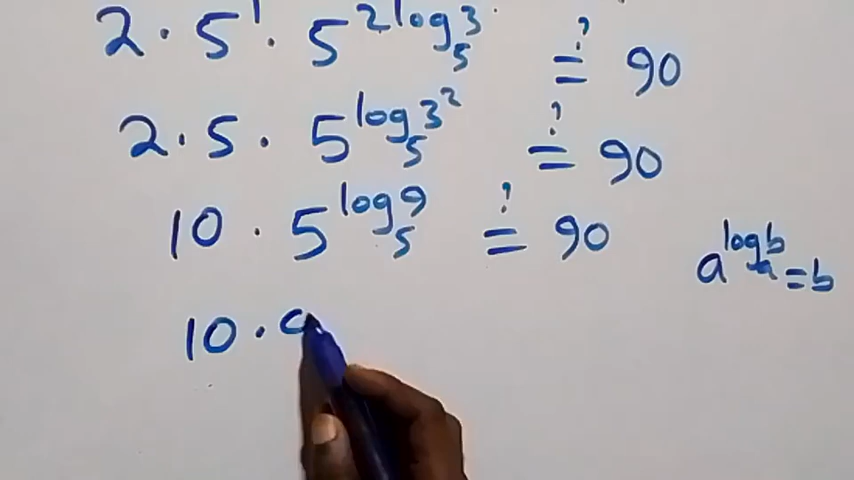 2 · 5¹ · 5^(2log₅3) ≟ 90
2 · 5 · 5^(log₅3²) ≟ 90
10 · 5^(log₅9) ≟ 90
a^(logₐb) = b
10 ·